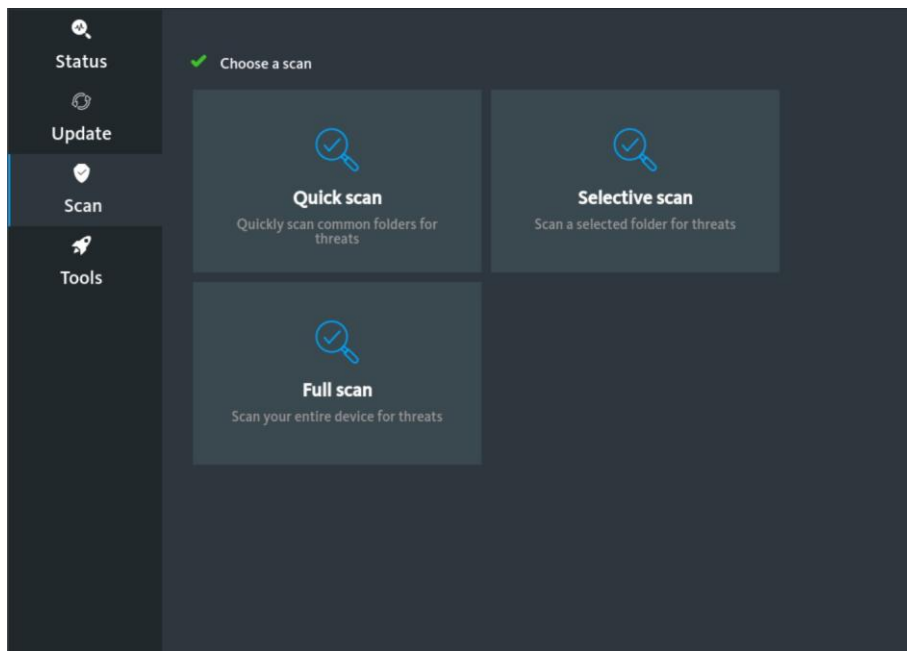 Status
Update
Scan
Tools
Choose a scan
Quick scan
Quickly scan common folders for
threats
Selective scan
Scan a selected folder for threats
Full scan
Scan your entire device for threats